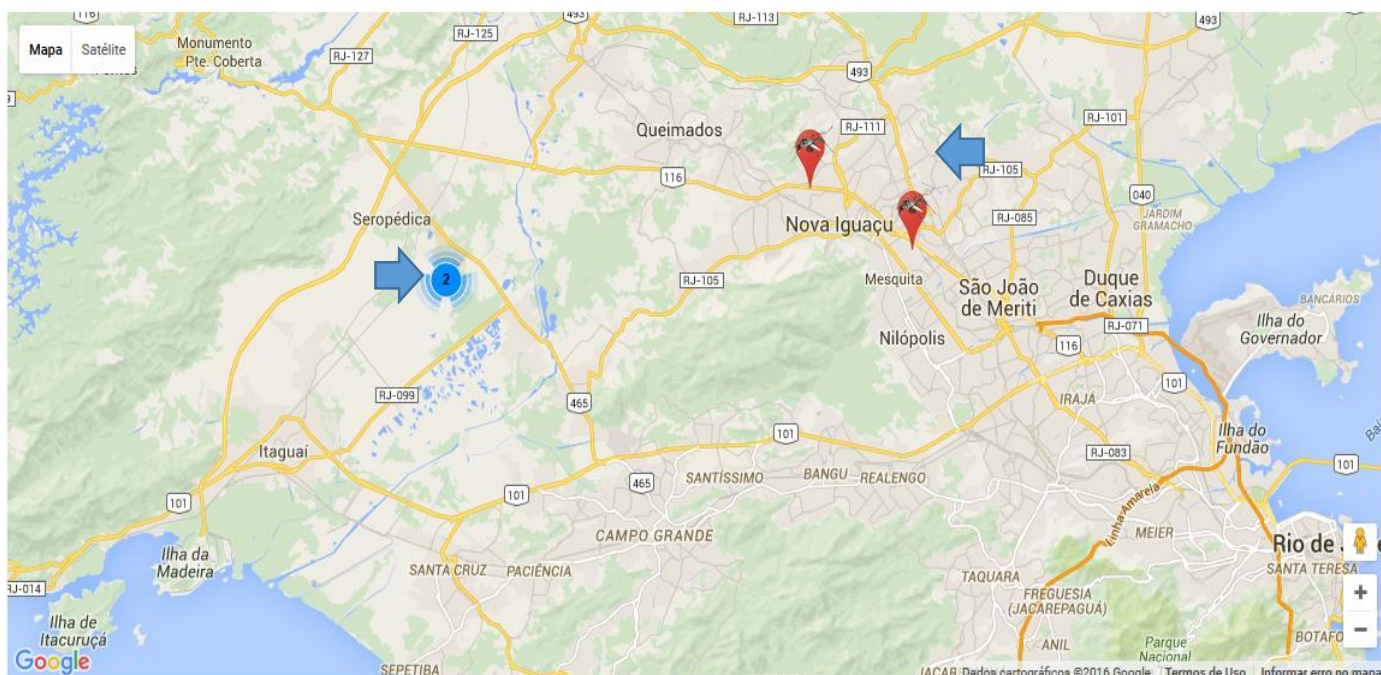 116
RJ-113
493
493
Mapa
Satélite
Monumento
Pte. Coberta
RJ-127
RJ-125
493
RJ-101
Queimados
RJ-111
116
RJ-105
040
Seropédica
Nova Iguaçu
RJ-085
JARDIM
GRAMACHO
2
RJ-105
Mesquita
São João
de Meriti
Duque
de Caxias
BANCÁRIOS
Ilha do
Governador
Nilópolis
RJ-071
116
RJ-099
465
101
IRAJÁ
Itaguaí
101
Ilha do
Fundão
RJ-083
101
101
101
465
SANTÍSSIMO
BANGU
REALENGO
Linha Amarela
CAMPO GRANDE
MEIER
Rio de J
SANTA TERESA
Ilha da
Madeira
SANTA CRUZ
PACIÊNCIA
TAQUARA
RJ-014
FREGUESIA
(JACAREPAGUÁ)
+
−
Ilha de
Itacuruçá
ANIL
Parque
Nacional
BOTAFO
Google
SEPETIBA
JACAR
Dados cartográficos ©2016 Google
Termos de Uso
Informar erro no mapa